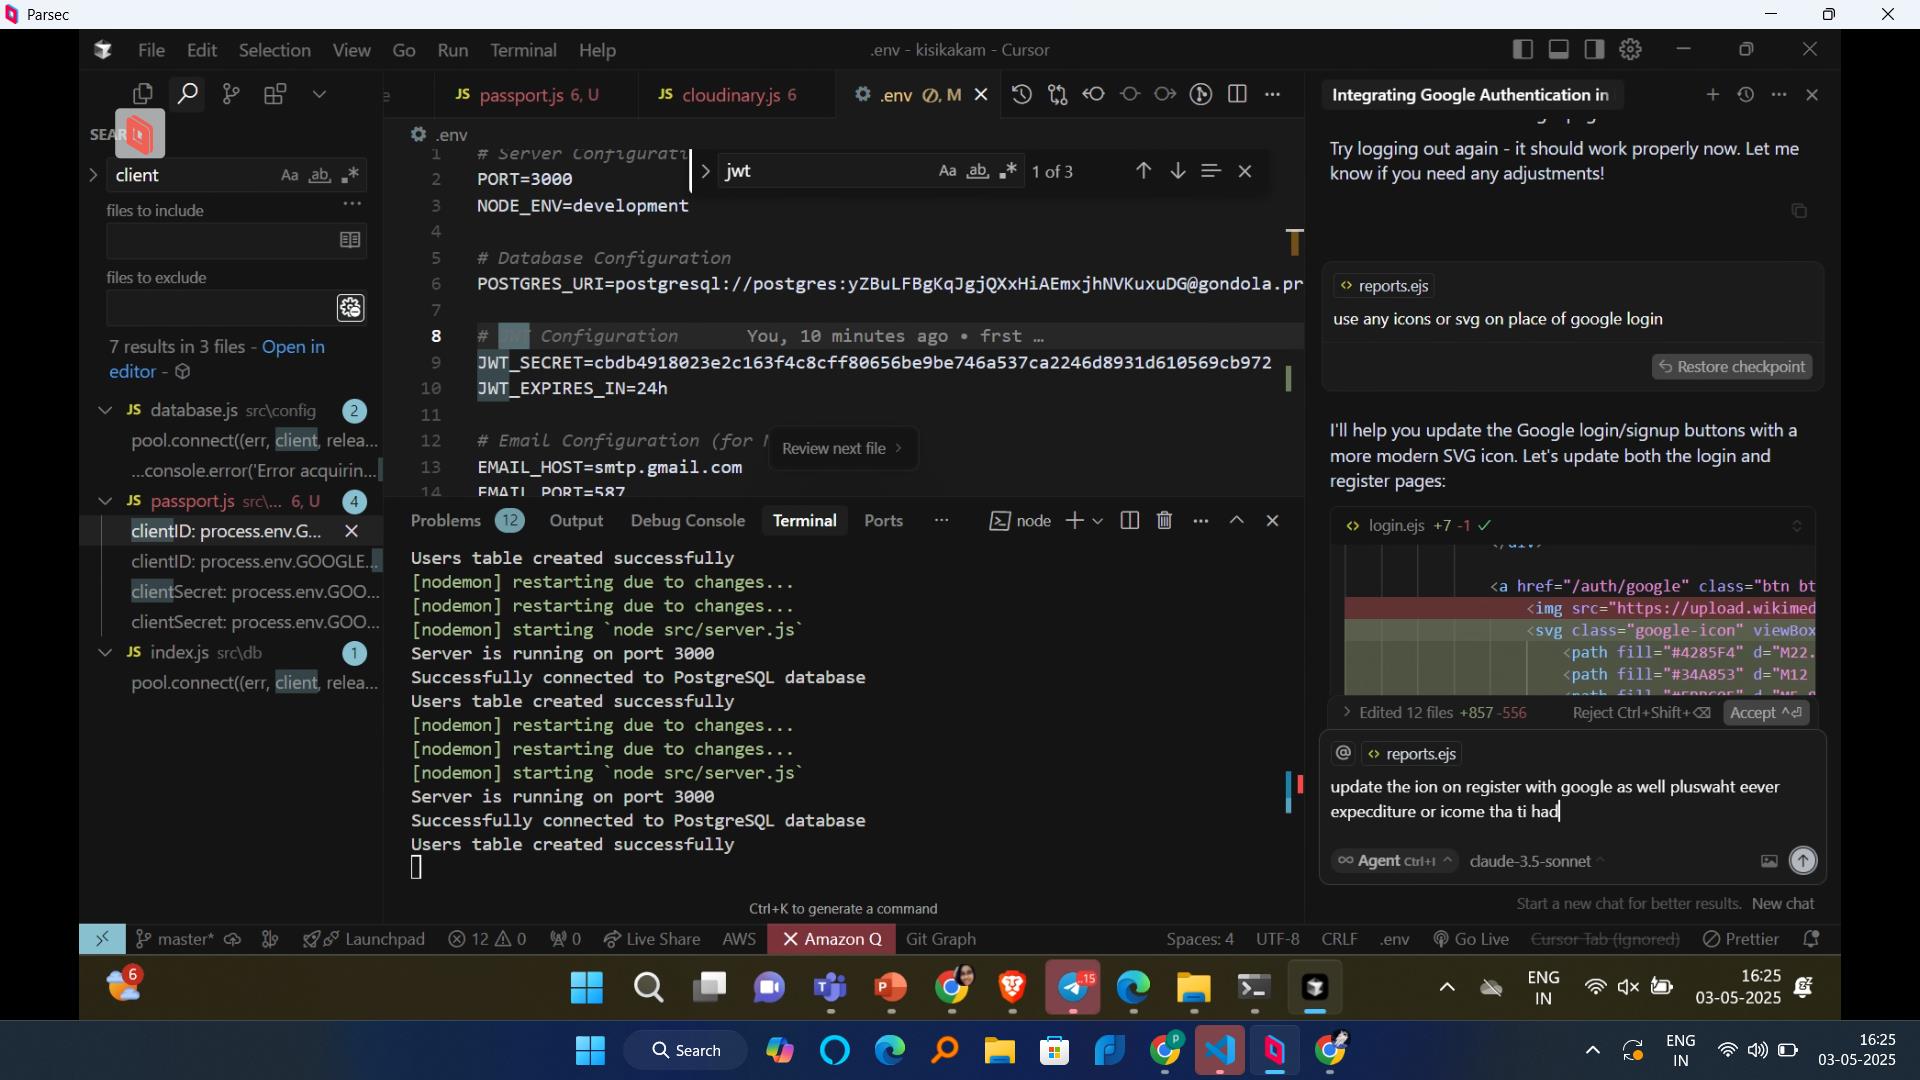 Parsec
File Edit Selection View Go Run Terminal Help
.env - kisikakam - Cursor
JS passport.js 6, U
JS cloudinary.js 6
.env M
Integrating Google Authentication in
SEAR
client
Aa ab
files to include
files to exclude
7 results in 3 files - Open in
editor -
JS database.js src\config 2
pool.connect((err, client, relea...
...console.error('Error acquirin...
JS passport.js src\... 6, U 4
clientID: process.env.G...
clientID: process.env.GOOGLE...
clientSecret: process.env.GOO...
clientSecret: process.env.GOO...
JS index.js src\db 1
pool.connect((err, client, relea...
.env
jwt
Aa ab 1 of 3
1 # Server Configurati
2 PORT=3000
3 NODE_ENV=development
4
5 # Database Configuration
6 POSTGRES_URI=postgresql://postgres:yZBuLFBgKqJgjQXxHiAEmxjhNVKuxuDG@gondola.pr
7
8 # JWT Configuration You, 10 minutes ago • frst …
9 JWT_SECRET=cbdb4918023e2c163f4c8cff80656be9be746a537ca2246d8931d610569cb972
10 JWT_EXPIRES_IN=24h
11
12 # Email Configuration (for
13 EMAIL_HOST=smtp.gmail.com
14 EMAIL_PORT=587
Review next file
Problems 12 Output Debug Console Terminal Ports
node
Users table created successfully
[nodemon] restarting due to changes...
[nodemon] restarting due to changes...
[nodemon] starting `node src/server.js`
Server is running on port 3000
Successfully connected to PostgreSQL database
Users table created successfully
[nodemon] restarting due to changes...
[nodemon] restarting due to changes...
[nodemon] starting `node src/server.js`
Server is running on port 3000
Successfully connected to PostgreSQL database
Users table created successfully
Ctrl+K to generate a command
Try logging out again - it should work properly now. Let me
know if you need any adjustments!
reports.ejs
use any icons or svg on place of google login
Restore checkpoint
I'll help you update the Google login/signup buttons with a
more modern SVG icon. Let's update both the login and
register pages:
login.ejs +7 -1
</div>
<a href="/auth/google" class="btn bt
<img src="https://upload.wikimed
<svg class="google-icon" viewBox
<path fill="#4285F4" d="M22.
<path fill="#34A853" d="M12
Edited 12 files +857 -556 Reject Ctrl+Shift+ Accept
@ reports.ejs
update the ion on register with google as well pluswaht eever
expecditure or icome tha ti had
Agent Ctrl+I claude-3.5-sonnet
Start a new chat for better results. New chat
master* Launchpad 12 0 0 Live Share AWS Amazon Q Git Graph
Spaces: 4 UTF-8 CRLF .env Go Live Cursor Tab (Ignored) Prettier
6
15
ENG
IN
16:25
03-05-2025
Search
ENG
IN
16:25
03-05-2025